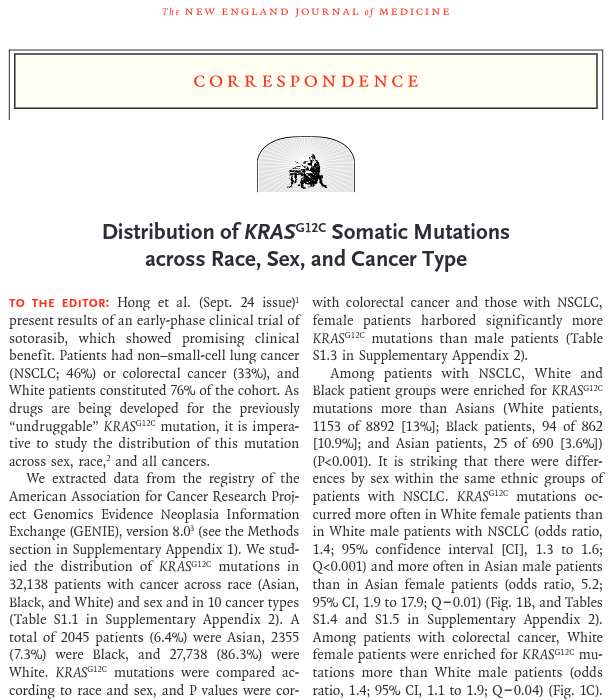 The NEW ENGLAND JOURNAL of MEDICINE
CORRESPONDENCE
Distribution of KRASG12C Somatic Mutations
across Race, Sex, and Cancer Type
TO THE EDITOR: Hong et al. (Sept. 24 issue)1
present results of an early-phase clinical trial of
sotorasib, which showed promising clinical
benefit. Patients had non–small-cell lung cancer
(NSCLC; 46%) or colorectal cancer (33%), and
White patients constituted 76% of the cohort. As
drugs are being developed for the previously
“undruggable” KRASG12C mutation, it is impera-
tive to study the distribution of this mutation
across sex, race,2 and all cancers.
We extracted data from the registry of the
American Association for Cancer Research Proj-
ect Genomics Evidence Neoplasia Information
Exchange (GENIE), version 8.03 (see the Methods
section in Supplementary Appendix 1). We stud-
ied the distribution of KRASG12C mutations in
32,138 patients with cancer across race (Asian,
Black, and White) and sex and in 10 cancer types
(Table S1.1 in Supplementary Appendix 2). A
total of 2045 patients (6.4%) were Asian, 2355
(7.3%) were Black, and 27,738 (86.3%) were
White. KRASG12C mutations were compared ac-
cording to race and sex, and P values were cor-
with colorectal cancer and those with NSCLC,
female patients harbored significantly more
KRASG12C mutations than male patients (Table
S1.3 in Supplementary Appendix 2).
Among patients with NSCLC, White and
Black patient groups were enriched for KRASG12C
mutations more than Asians (White patients,
1153 of 8892 [13%]; Black patients, 94 of 862
[10.9%]; and Asian patients, 25 of 690 [3.6%])
(P<0.001). It is striking that there were differ-
ences by sex within the same ethnic groups of
patients with NSCLC. KRASG12C mutations oc-
curred more often in White female patients than
in White male patients with NSCLC (odds ratio,
1.4; 95% confidence interval [CI], 1.3 to 1.6;
Q<0.001) and more often in Asian male patients
than in Asian female patients (odds ratio, 5.2;
95% CI, 1.9 to 17.9; Q=0.01) (Fig. 1B, and Tables
S1.4 and S1.5 in Supplementary Appendix 2).
Among patients with colorectal cancer, White
female patients were enriched for KRASG12C mu-
tations more than White male patients (odds
ratio, 1.4; 95% CI, 1.1 to 1.9; Q=0.04) (Fig. 1C)